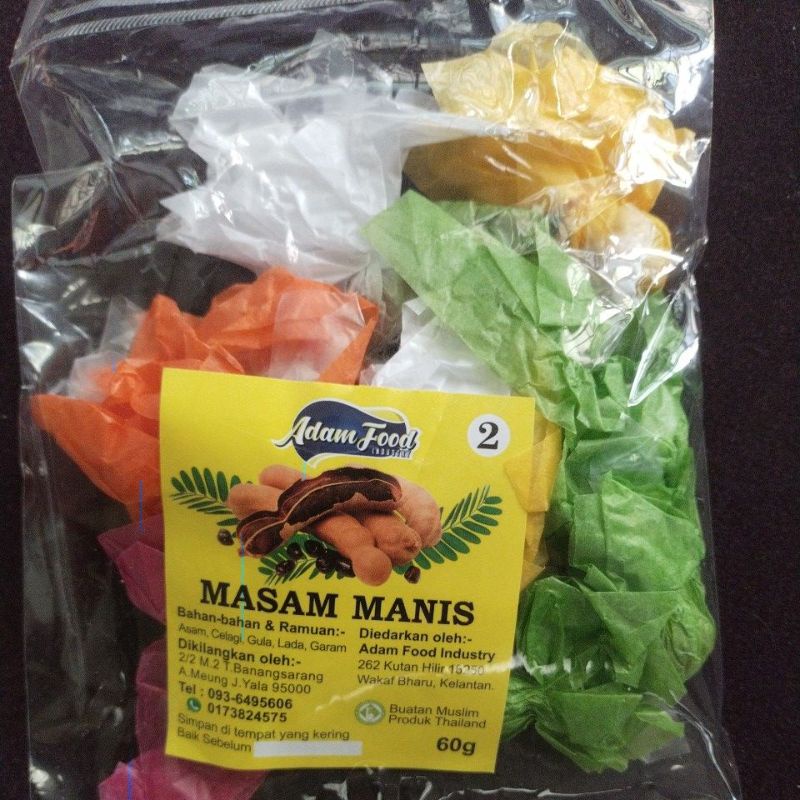 Adam Food
INDUSTRY
2
MASAM MANIS
Bahan-bahan & Ramuan:-
Asam, Celagi, Gula, Lada, Garam
Dikilangkan oleh:-
2/2 M.2 T.Banangsarang
A.Meung J.Yala 95000
Tel : 093-6495606
0173824575
Simpan di tempat yang kering
Baik Sebelum
Diedarkan oleh:-
Adam Food Industry
262 Kutan Hilir 16250
Wakaf Bharu, Kelantan.
Buatan Muslim
Produk Thailand
60g